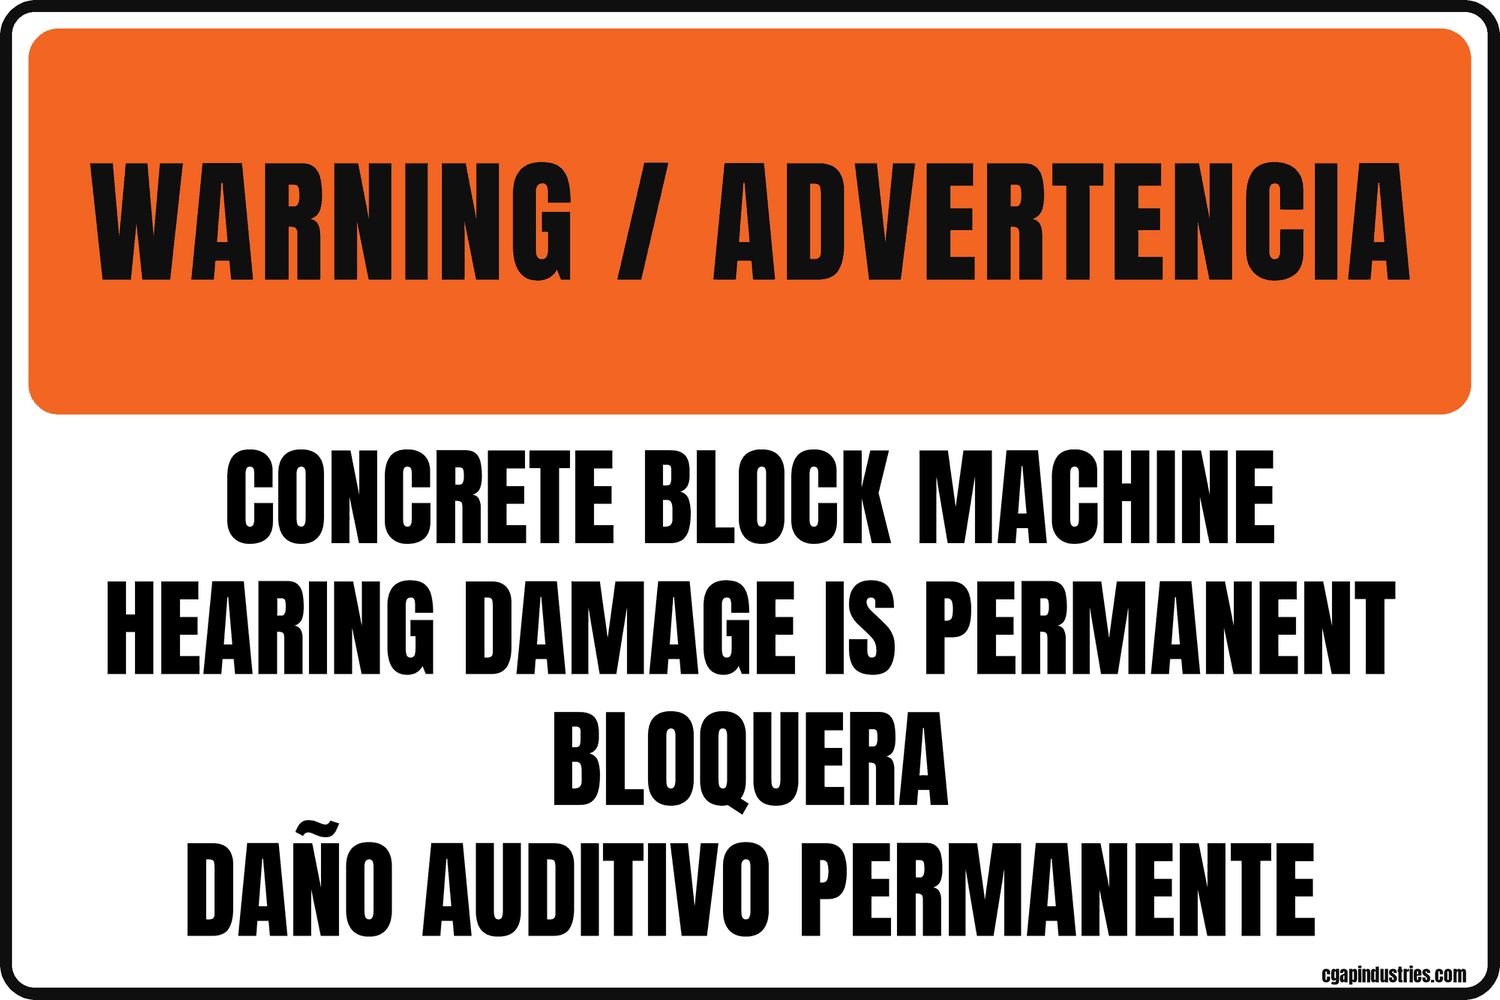 WARNING / ADVERTENCIA
CONCRETE BLOCK MACHINE
HEARING DAMAGE IS PERMANENT
BLOQUERA
DAÑO AUDITIVO PERMANENTE
cgapindustries.com